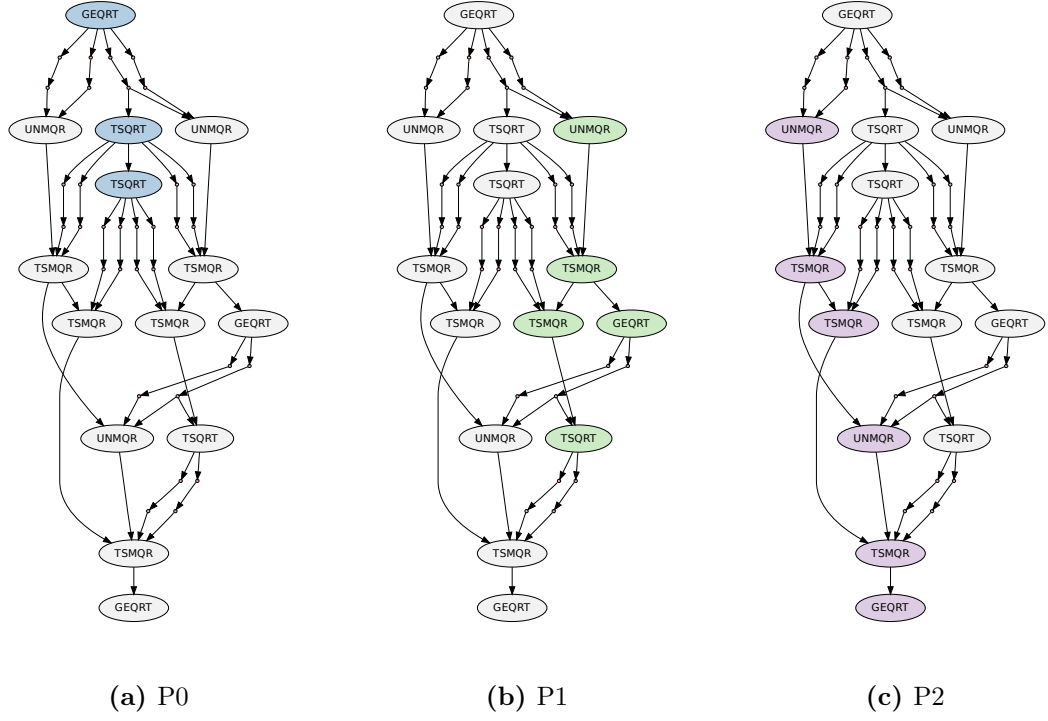 GEQRT GEQRT GEQRT
UNMQR TSQRT UNMQR UNMQR TSQRT UNMQR UNMQR TSQRT UNMQR
TSQRT TSQRT TSQRT
TSMQR TSMQR TSMQR TSMQR TSMQR TSMQR
TSMQR TSMQR GEQRT TSMQR TSMQR GEQRT TSMQR TSMQR GEQRT
UNMQR TSQRT UNMQR TSQRT UNMQR TSQRT
TSMQR TSMQR TSMQR
GEQRT GEQRT GEQRT
(a) P0 (b) P1 (c) P2